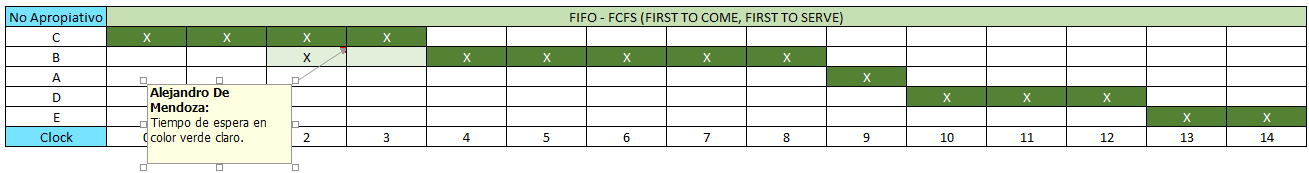 No Apropiativo FIFO - FCFS (FIRST TO COME, FIRST TO SERVE)
C X X X X
B X X X X X X
A X
D X X X
E X X
Clock 0 2 3 4 5 6 7 8 9 10 11 12 13 14
Alejandro De
Mendoza:
Tiempo de espera en
color verde claro.